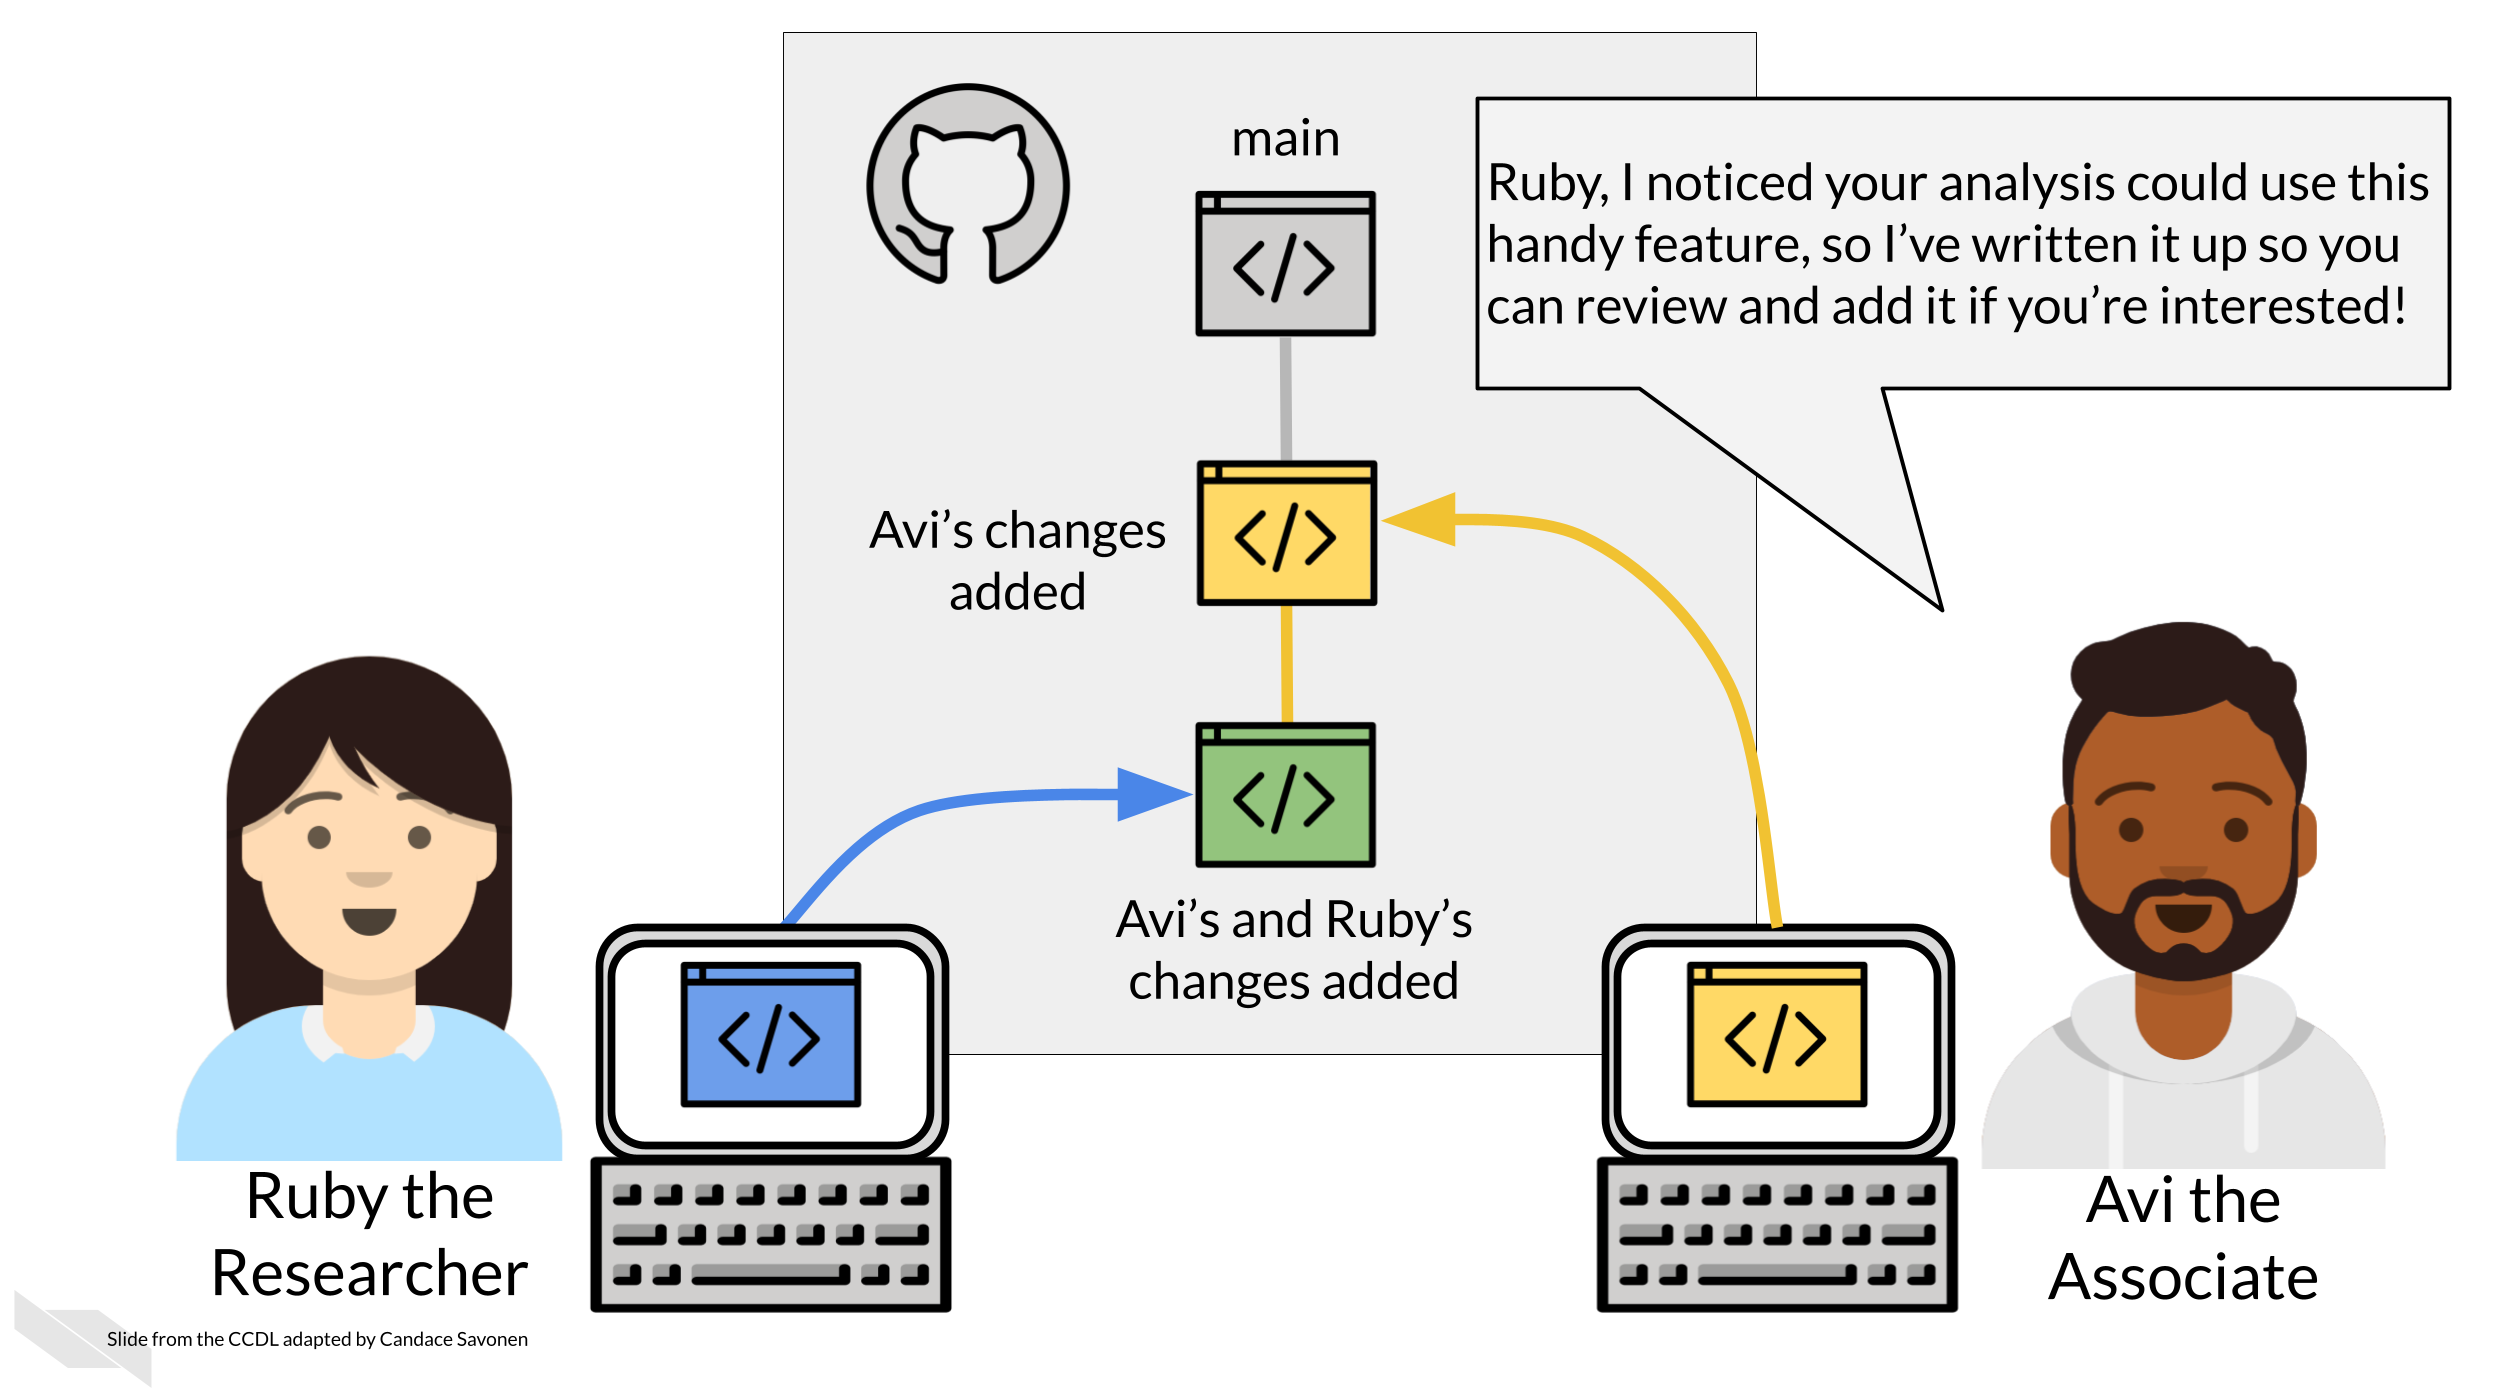 main
Ruby, I noticed your analysis could use this
handy feature, so I’ve written it up so you
can review and add it if you’re interested!
</>
Avi’s changes
added
</>
</>
Avi’s and Ruby’s
changes added
</>
</>
Ruby the
Researcher
Avi the
Associate
Slide from the CCDL adapted by Candace Savonen